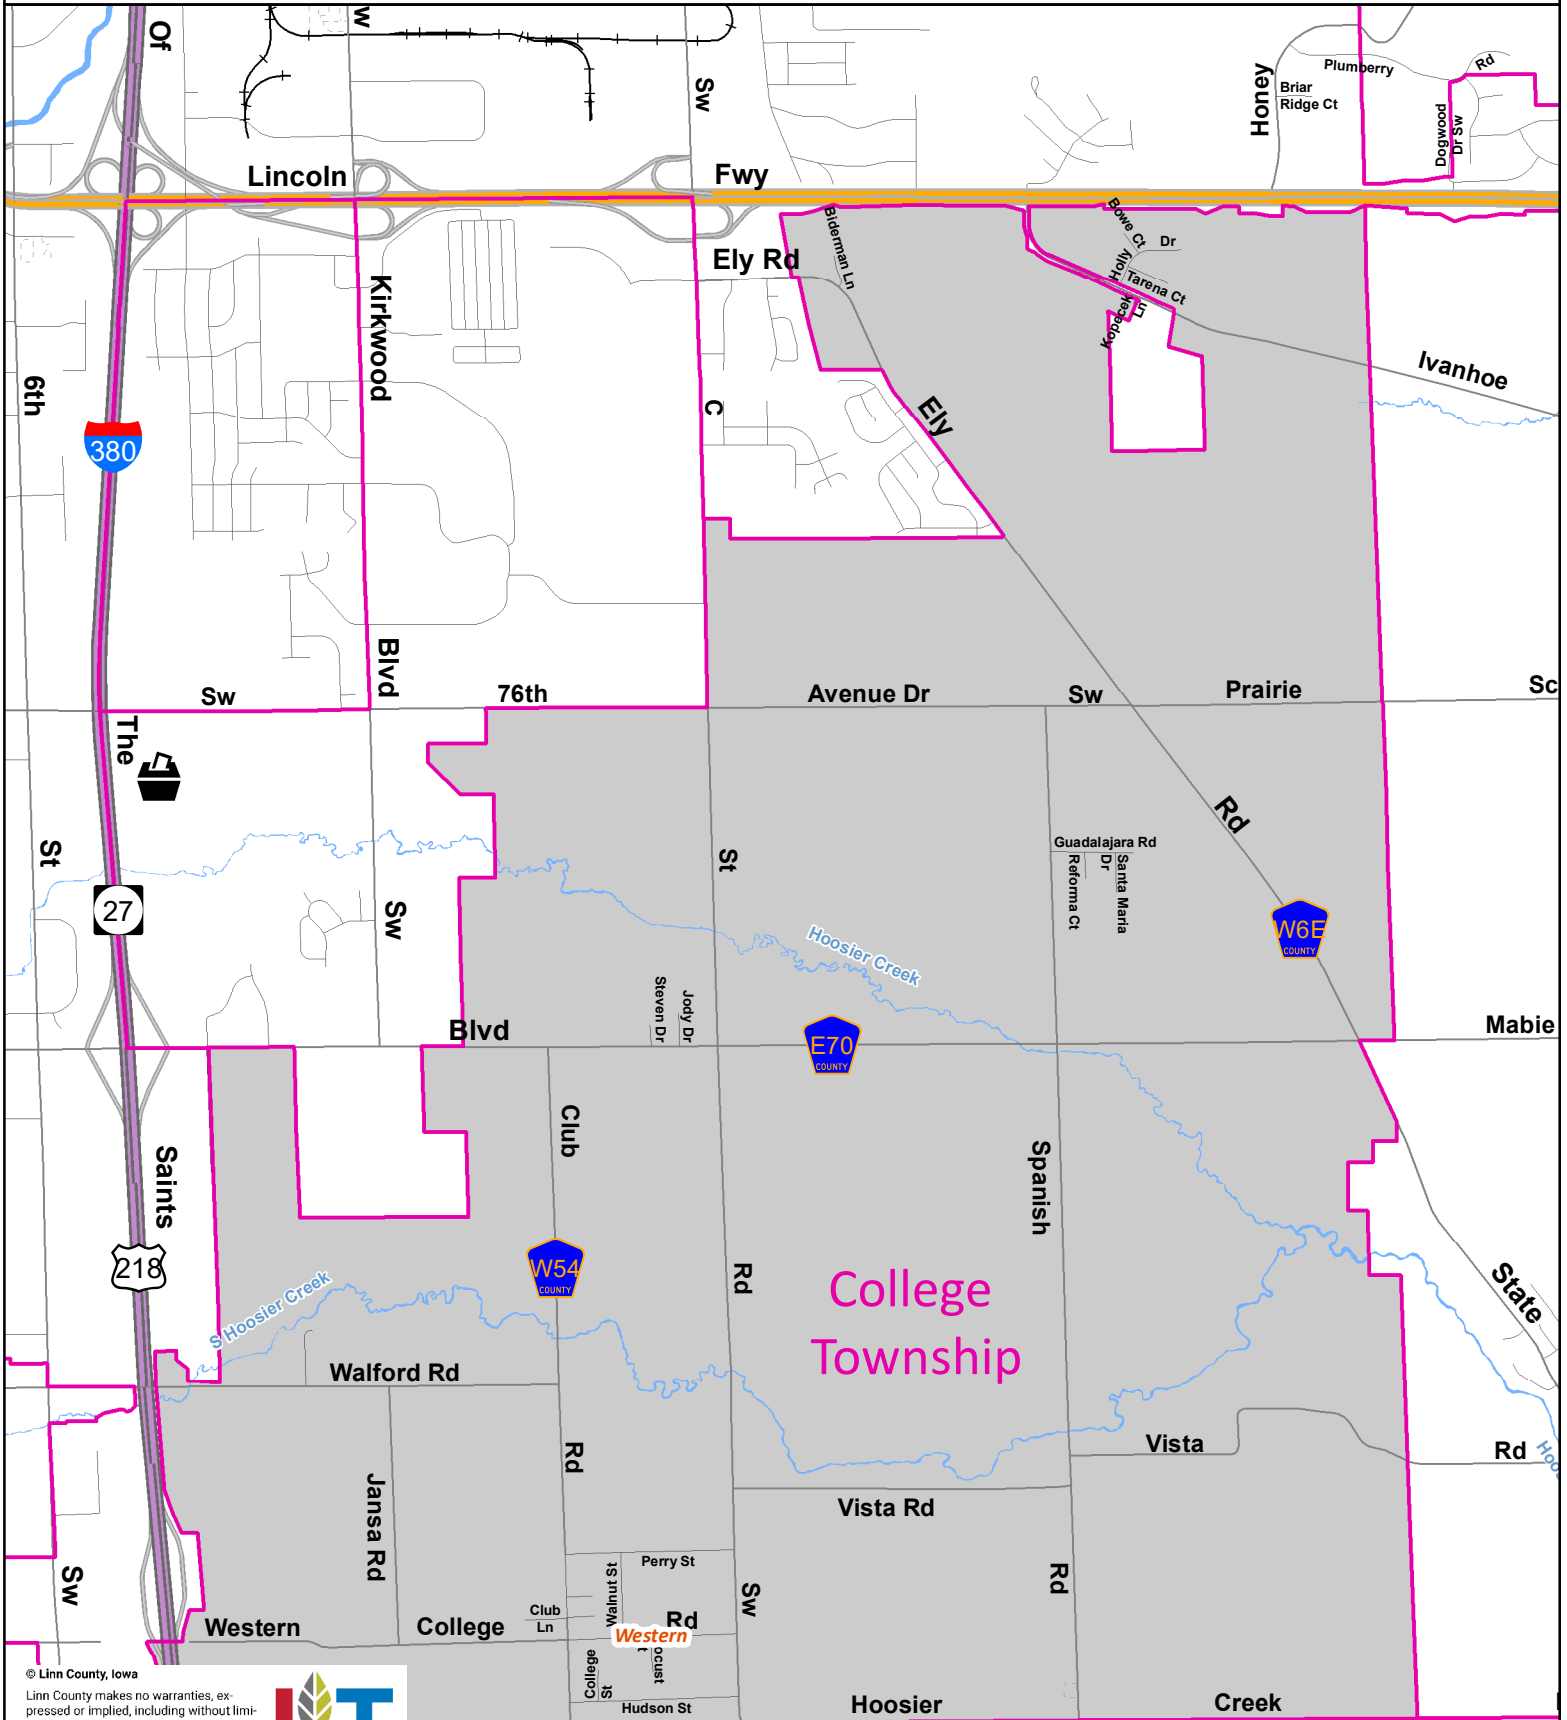 Of
w
Sw
Honey
Plumberry
Rd
Briar
Ridge Ct
Dogwood
Dr Sw
Lincoln
Fwy
Ely Rd
Biderman Ln
Bowe Ct
Dr
Holly
Tarena Ct
Kopecek
Ln
Ivanhoe
Kirkwood
6th
C
Ely
380
Blvd
Sw
76th
Avenue Dr
Sw
Prairie
Sc
The
St
St
Rd
Guadalajara Rd
Reforma Ct
Dr
Santa Maria
27
Sw
W6E
COUNTY
Hoosier Creek
Steven Dr
Jody Dr
Blvd
E70
COUNTY
Mabie
Club
Saints
Spanish
218
W54
COUNTY
Rd
College
Township
State
S Hoosier Creek
Walford Rd
Rd
Vista
Rd
Hoo
Jansa Rd
Vista Rd
Sw
Perry St
Walnut St
Sw
Rd
Club
Ln
Rd
Western
College
Western
College
St
ocust
t
Hudson St
Hoosier
Creek
© Linn County, Iowa
Linn County makes no warranties, ex-
pressed or implied, including without limi-